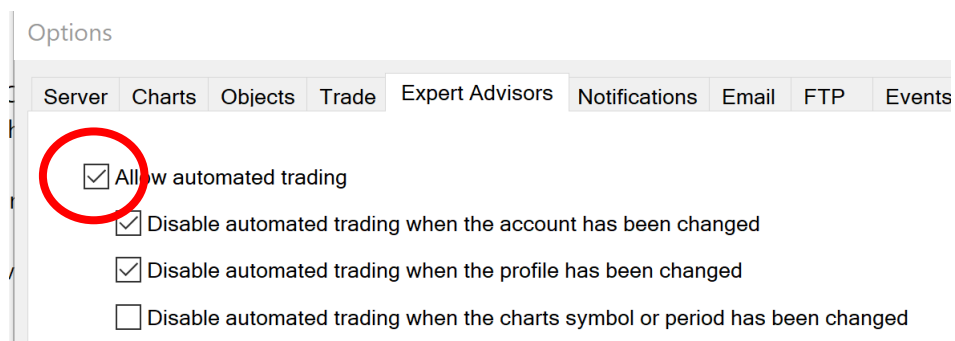 Options
Server Charts Objects Trade Expert Advisors Notifications Email FTP Events
Allow automated trading
Disable automated trading when the account has been changed
Disable automated trading when the profile has been changed
Disable automated trading when the charts symbol or period has been changed